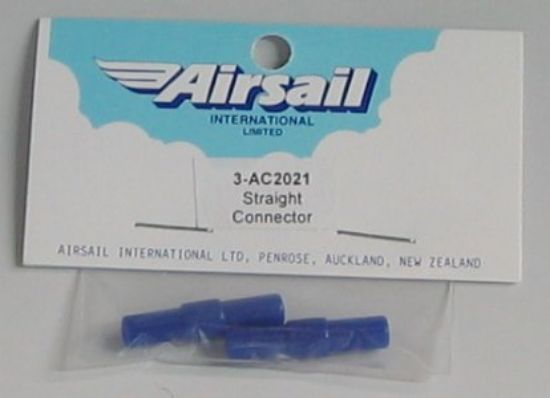 Airsail
INTERNATIONAL
LIMITED
3-AC2021
Straight
Connector
AIRSAIL INTERNATIONAL LTD, PENROSE, AUCKLAND, NEW ZEALAND